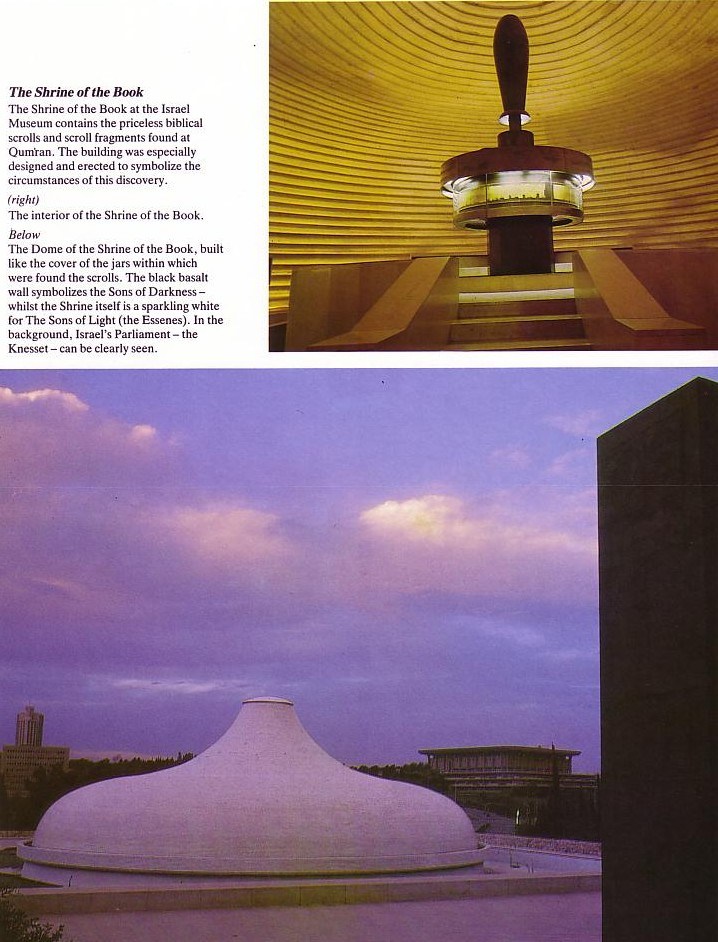 The Shrine of the Book
The Shrine of the Book at the Israel
Museum contains the priceless biblical
scrolls and scroll fragments found at
Qum'ran. The building was especially
designed and erected to symbolize the
circumstances of this discovery.
(right)
The interior of the Shrine of the Book.
Below
The Dome of the Shrine of the Book, built
like the cover of the jars within which
were found the scrolls. The black basalt
wall symbolizes the Sons of Darkness –
whilst the Shrine itself is a sparkling white
for The Sons of Light (the Essenes). In the
background, Israel's Parliament – the
Knesset – can be clearly seen.